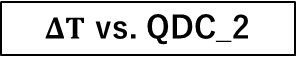 ΔT vs. QDC_2